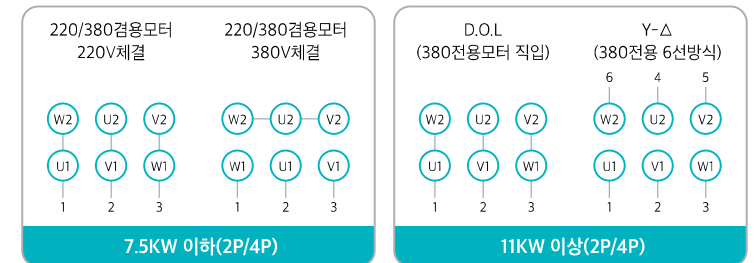 220/380겸용모터
220V체결
W2 U2 V2
U1 V1 W1
1 2 3
220/380겸용모터
380V체결
W2 U2 V2
W1 U1 V1
1 2 3
7.5KW 이하(2P/4P)
D.O.L
(380전용모터 직입)
W2 U2 V2
U1 V1 W1
1 2 3
Y-△
(380전용 6선방식)
6 4 5
W2 U2 V2
U1 V1 W1
1 2 3
11KW 이상(2P/4P)